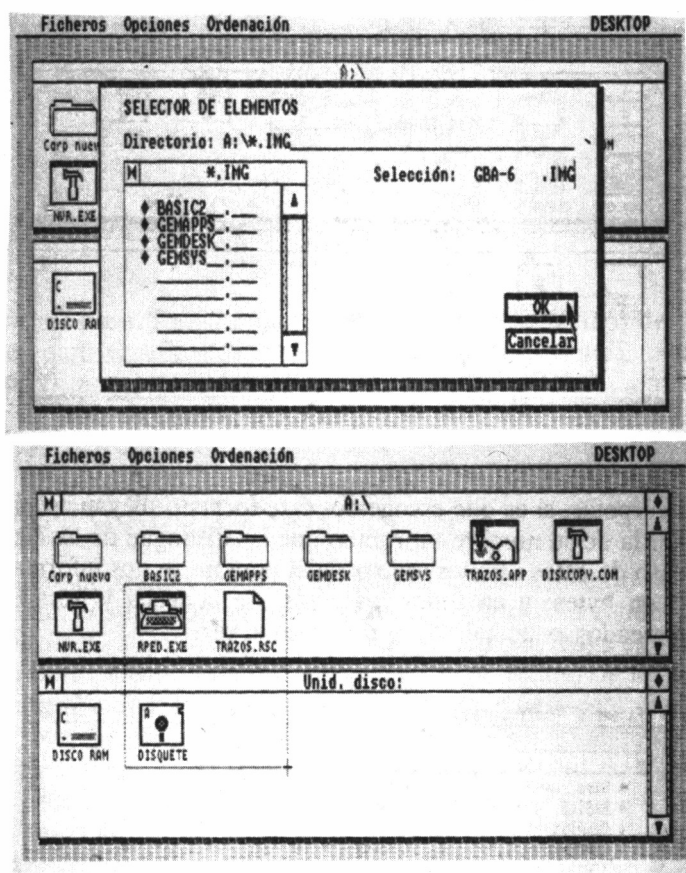 Ficheros Opciones Ordenación DESKTOP
A:\
SELECTOR DE ELEMENTOS
Directorio: A:\*.IMG
*.IMG
Selección: GBA-6 .IMG
BASIC2
GEMAPPS
GEMDESK
GEMSYS
Carp nuev
NVR.EXE
C
DISCO RA
OK
Cancelar
Ficheros Opciones Ordenación DESKTOP
A:\
Carp nueva BASIC2 GEMAPPS GEMDESK GEMSYS TRAZOS.APP DISKCOPY.COM
NVR.EXE RPED.EXE TRAZOS.RSC
Unid. disco:
C A
DISCO RAM DISQUETE